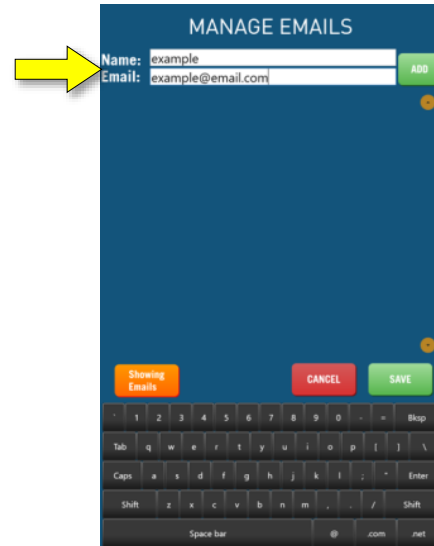 MANAGE EMAILS
Name: example
ADD
Email: example@email.com
Showing
Emails
CANCEL
SAVE
` 1 2 3 4 5 6 7 8 9 0 - = Bksp
Tab q w e r t y u i o p [ ] \
Caps a s d f g h j k l ; " Enter
Shift z x c v b n m , . / Shift
Space bar @ .com .net